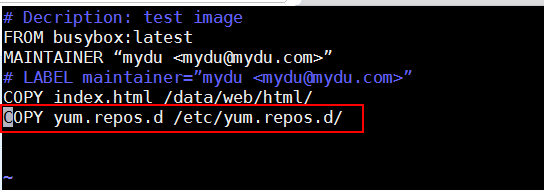 # Decription: test image
FROM busybox:latest
MAINTAINER “mydu <mydu@mydu.com>”
# LABEL maintainer=”mydu <mydu@mydu.com>”
COPY index.html /data/web/html/
COPY yum.repos.d /etc/yum.repos.d/
~